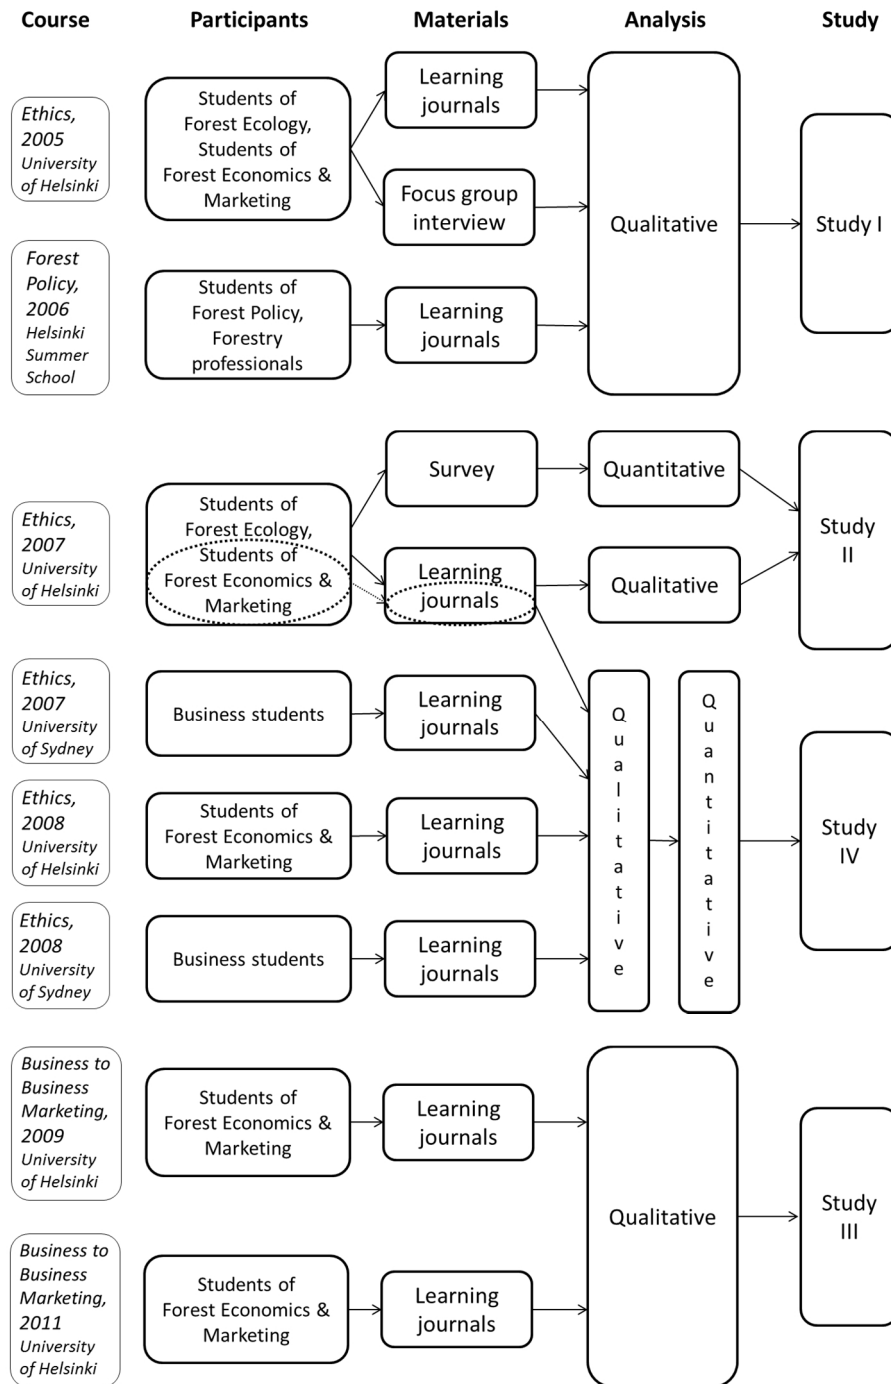 Course Participants Materials Analysis Study
Ethics,
2005
University
of Helsinki
Students of
Forest Ecology,
Students of
Forest Economics &
Marketing
Learning
journals
Focus group
interview
Qualitative
Study I
Forest
Policy,
2006
Helsinki
Summer
School
Students of
Forest Policy,
Forestry
professionals
Learning
journals
Ethics,
2007
University
of Helsinki
Students of
Forest Ecology,
Students of
Forest Economics &
Marketing
Survey
Quantitative
Learning
journals
Qualitative
Study
II
Ethics,
2007
University
of Sydney
Business students
Learning
journals
Qualitative
Quantitative
Study
IV
Ethics,
2008
University
of Helsinki
Students of
Forest Economics &
Marketing
Learning
journals
Ethics,
2008
University
of Sydney
Business students
Learning
journals
Business to
Business
Marketing,
2009
University
of Helsinki
Students of
Forest Economics &
Marketing
Learning
journals
Qualitative
Study
III
Business to
Business
Marketing,
2011
University
of Helsinki
Students of
Forest Economics &
Marketing
Learning
journals